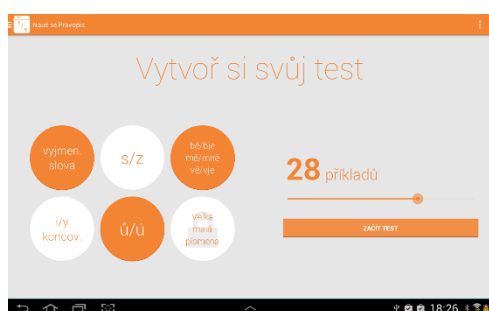 Nauč se Pravopis
Vytvoř si svůj test
vyjmen.
slova
s/z
bě/bje
mě/mně
vě/vje
i/y
koncov.
ů/ú
Velká
malá
písmena
28 příkladů
ZAČÍT TEST
18:26